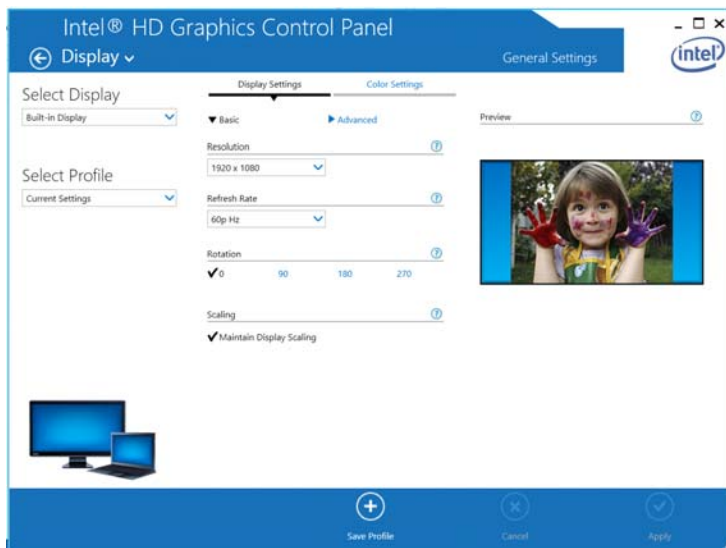 Intel® HD Graphics Control Panel
Display
General Settings
intel
Select Display
Built-in Display
Select Profile
Current Settings
Display Settings
Color Settings
Basic
Advanced
Resolution
?
1920 x 1080
Refresh Rate
?
60p Hz
Rotation
?
0
90
180
270
Scaling
?
Maintain Display Scaling
Preview
?
Save Profile
Cancel
Apply